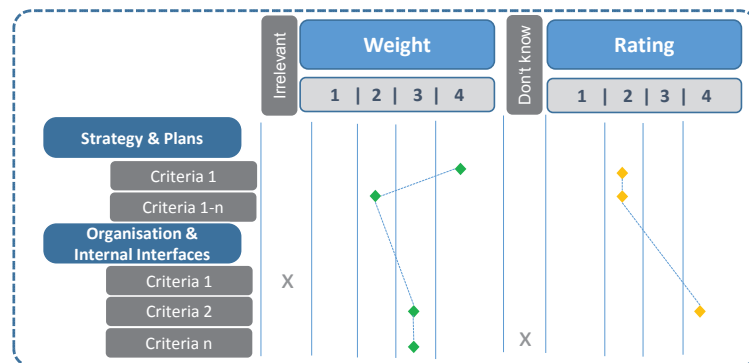 Irrelevant
Weight
Don't know
Rating
1 | 2 | 3 | 4
1 | 2 | 3 | 4
Strategy & Plans
Criteria 1
Criteria 1-n
Organisation &
Internal Interfaces
Criteria 1
X
Criteria 2
Criteria n
X